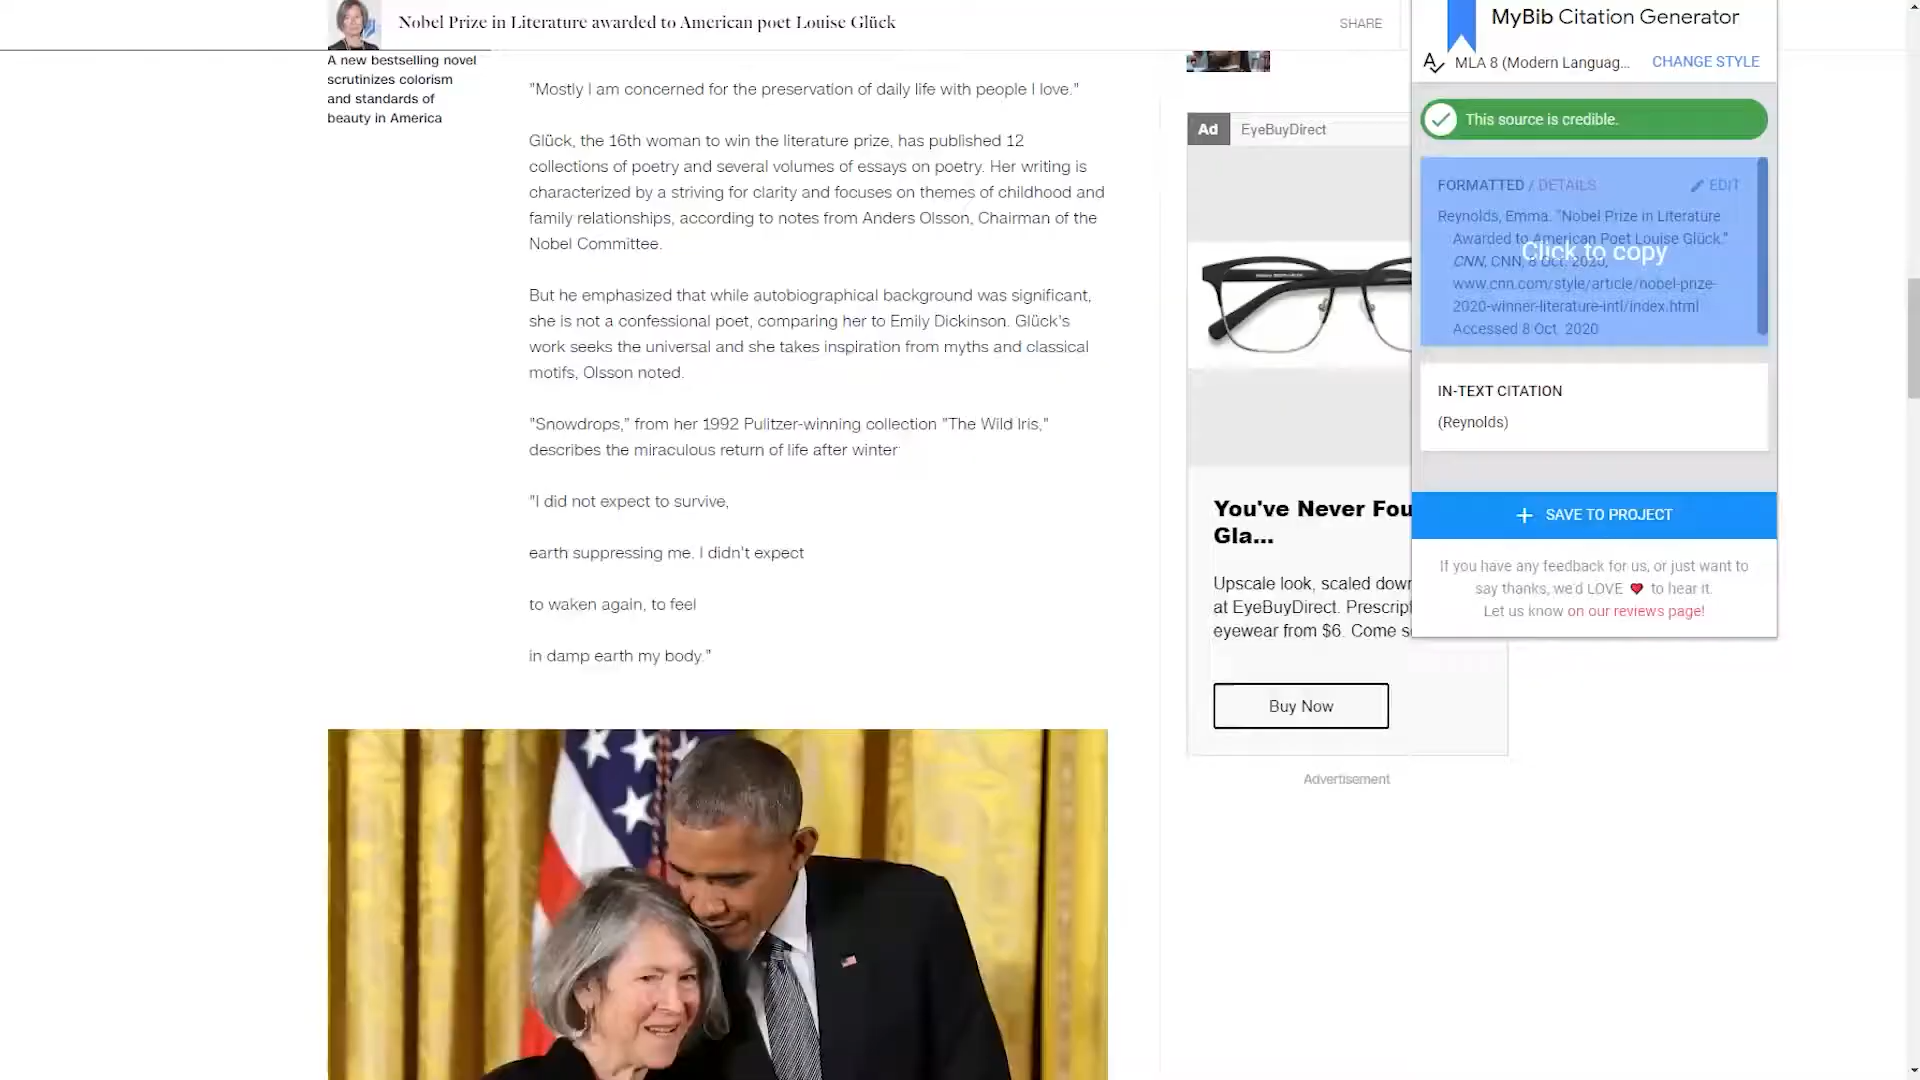 Nobel Prize in Literature awarded to American poet Louise Glück
SHARE
A new bestselling novel
scrutinizes colorism
and standards of
beauty in America
"Mostly I am concerned for the preservation of daily life with people I love."
Glück, the 16th woman to win the literature prize, has published 12
collections of poetry and several volumes of essays on poetry. Her writing is
characterized by a striving for clarity and focuses on themes of childhood and
family relationships, according to notes from Anders Olsson, Chairman of the
Nobel Committee.
But he emphasized that while autobiographical background was significant,
she is not a confessional poet, comparing her to Emily Dickinson. Glück's
work seeks the universal and she takes inspiration from myths and classical
motifs, Olsson noted.
"Snowdrops," from her 1992 Pulitzer-winning collection "The Wild Iris,"
describes the miraculous return of life after winter:
"I did not expect to survive,
earth suppressing me. I didn't expect
to waken again, to feel
in damp earth my body."
Ad EyeBuyDirect
You've Never Fou
Gla...
Upscale look, scaled down
at EyeBuyDirect. Prescript
eyewear from $6. Come s
Buy Now
Advertisement
MyBib Citation Generator
MLA 8 (Modern Languag... CHANGE STYLE
This source is credible.
FORMATTED / DETAILS EDIT
Reynolds, Emma. "Nobel Prize in Literature
Awarded to American Poet Louise Glück."
Click to copy
CNN, CNN, 8 Oct. 2020,
www.cnn.com/style/article/nobel-prize-
2020-winner-literature-intl/index.html
Accessed 8 Oct. 2020
IN-TEXT CITATION
(Reynolds)
+ SAVE TO PROJECT
If you have any feedback for us, or just want to
say thanks, we'd LOVE ❤ to hear it.
Let us know on our reviews page!